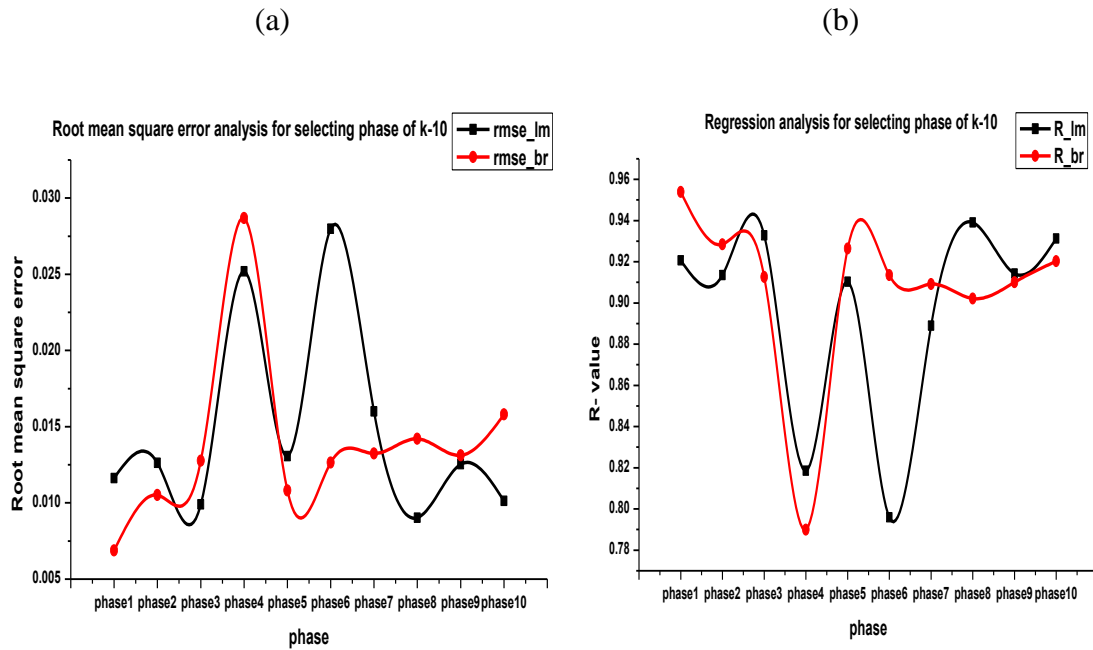 (a)
(b)
Root mean square error analysis for selecting phase of k-10
rmse_lm
rmse_br
Root mean square error
0.030
0.025
0.020
0.015
0.010
0.005
phase1 phase2 phase3 phase4 phase5 phase6 phase7 phase8 phase9 phase10
phase
Regression analysis for selecting phase of k-10
R_lm
R_br
R- value
0.96
0.94
0.92
0.90
0.88
0.86
0.84
0.82
0.80
0.78
phase1 phase2 phase3 phase4 phase5 phase6 phase7 phase8 phase9 phase10
phase